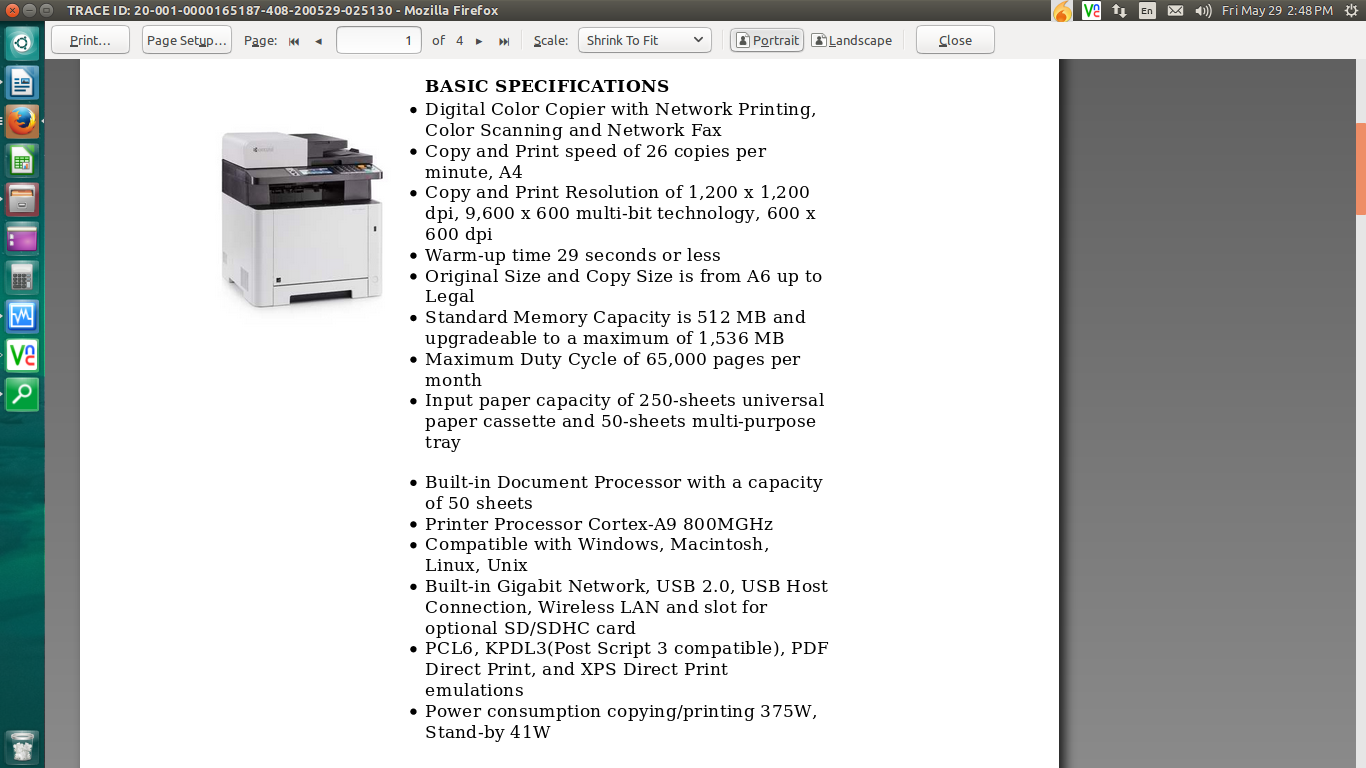 TRACE ID: 20-001-0000165187-408-200529-025130 - Mozilla Firefox
En
Fri May 29 2:48 PM
Print...
Page Setup...
Page:
1
of 4
Scale:
Shrink To Fit
Portrait
Landscape
Close
BASIC SPECIFICATIONS
• Digital Color Copier with Network Printing,
Color Scanning and Network Fax
• Copy and Print speed of 26 copies per
minute, A4
• Copy and Print Resolution of 1,200 x 1,200
dpi, 9,600 x 600 multi-bit technology, 600 x
600 dpi
• Warm-up time 29 seconds or less
• Original Size and Copy Size is from A6 up to
Legal
• Standard Memory Capacity is 512 MB and
upgradeable to a maximum of 1,536 MB
• Maximum Duty Cycle of 65,000 pages per
month
• Input paper capacity of 250-sheets universal
paper cassette and 50-sheets multi-purpose
tray
• Built-in Document Processor with a capacity
of 50 sheets
• Printer Processor Cortex-A9 800MGHz
• Compatible with Windows, Macintosh,
Linux, Unix
• Built-in Gigabit Network, USB 2.0, USB Host
Connection, Wireless LAN and slot for
optional SD/SDHC card
• PCL6, KPDL3(Post Script 3 compatible), PDF
Direct Print, and XPS Direct Print
emulations
• Power consumption copying/printing 375W,
Stand-by 41W